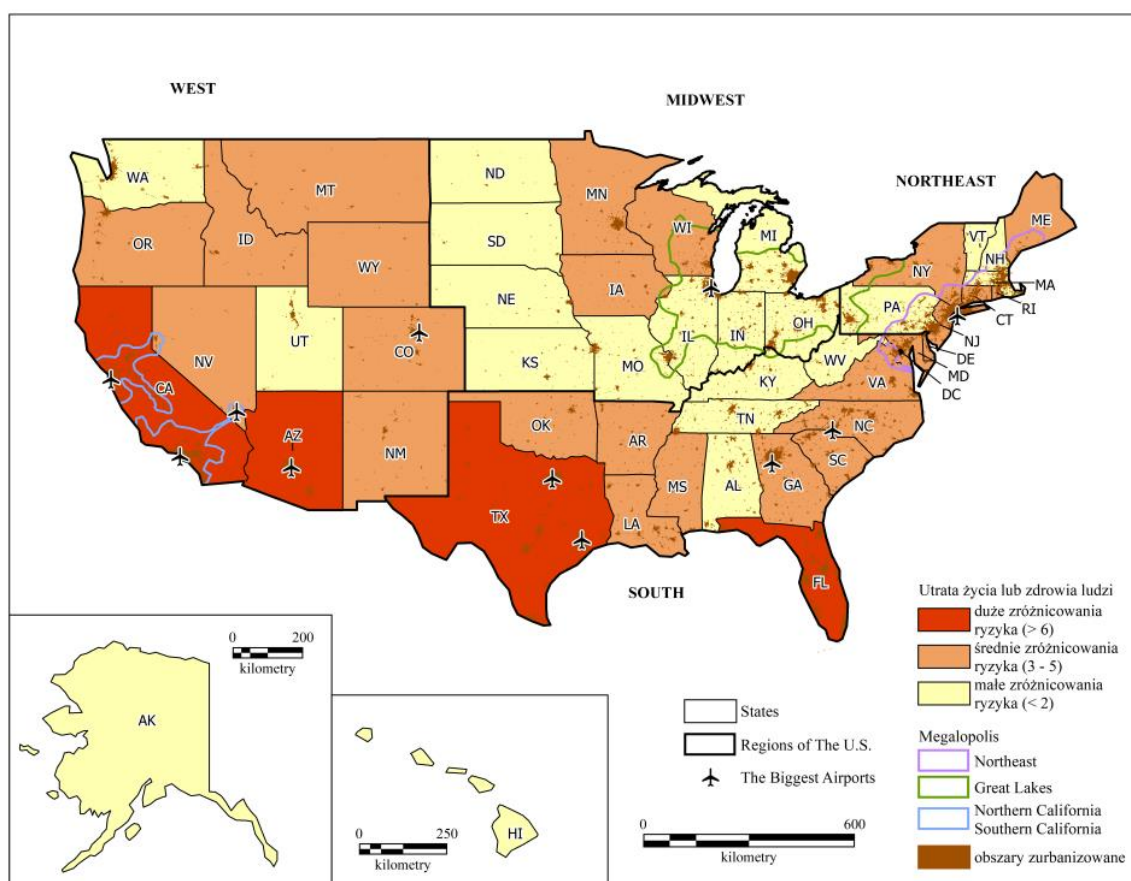 WEST
MIDWEST
NORTHEAST
SOUTH
WA
OR
ID
MT
WY
CA
NV
UT
CO
AZ
NM
ND
SD
NE
KS
MN
IA
MO
WI
IL
IN
MI
OH
OK
TX
AR
LA
MS
AL
TN
KY
GA
FL
SC
NC
VA
WV
PA
NY
VT
NH
ME
MA
RI
CT
NJ
DE
MD
DC
AK
0 200
kilometry
HI
0 250
kilometry
States
Regions of The U.S.
The Biggest Airports
0 600
kilometry
Utrata życia lub zdrowia ludzi
duże zróżnicowania
ryzyka (> 6)
średnie zróżnicowania
ryzyka (3 - 5)
małe zróżnicowania
ryzyka (< 2)
Megalopolis
Northeast
Great Lakes
Northern California
Southern California
obszary zurbanizowane